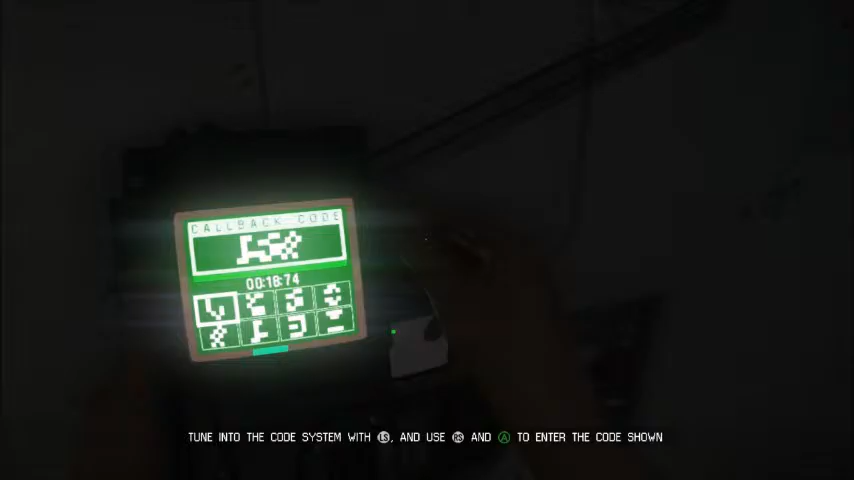 CALLBACK CODE
00:18:74
TUNE INTO THE CODE SYSTEM WITH LS, AND USE RS AND A TO ENTER THE CODE SHOWN